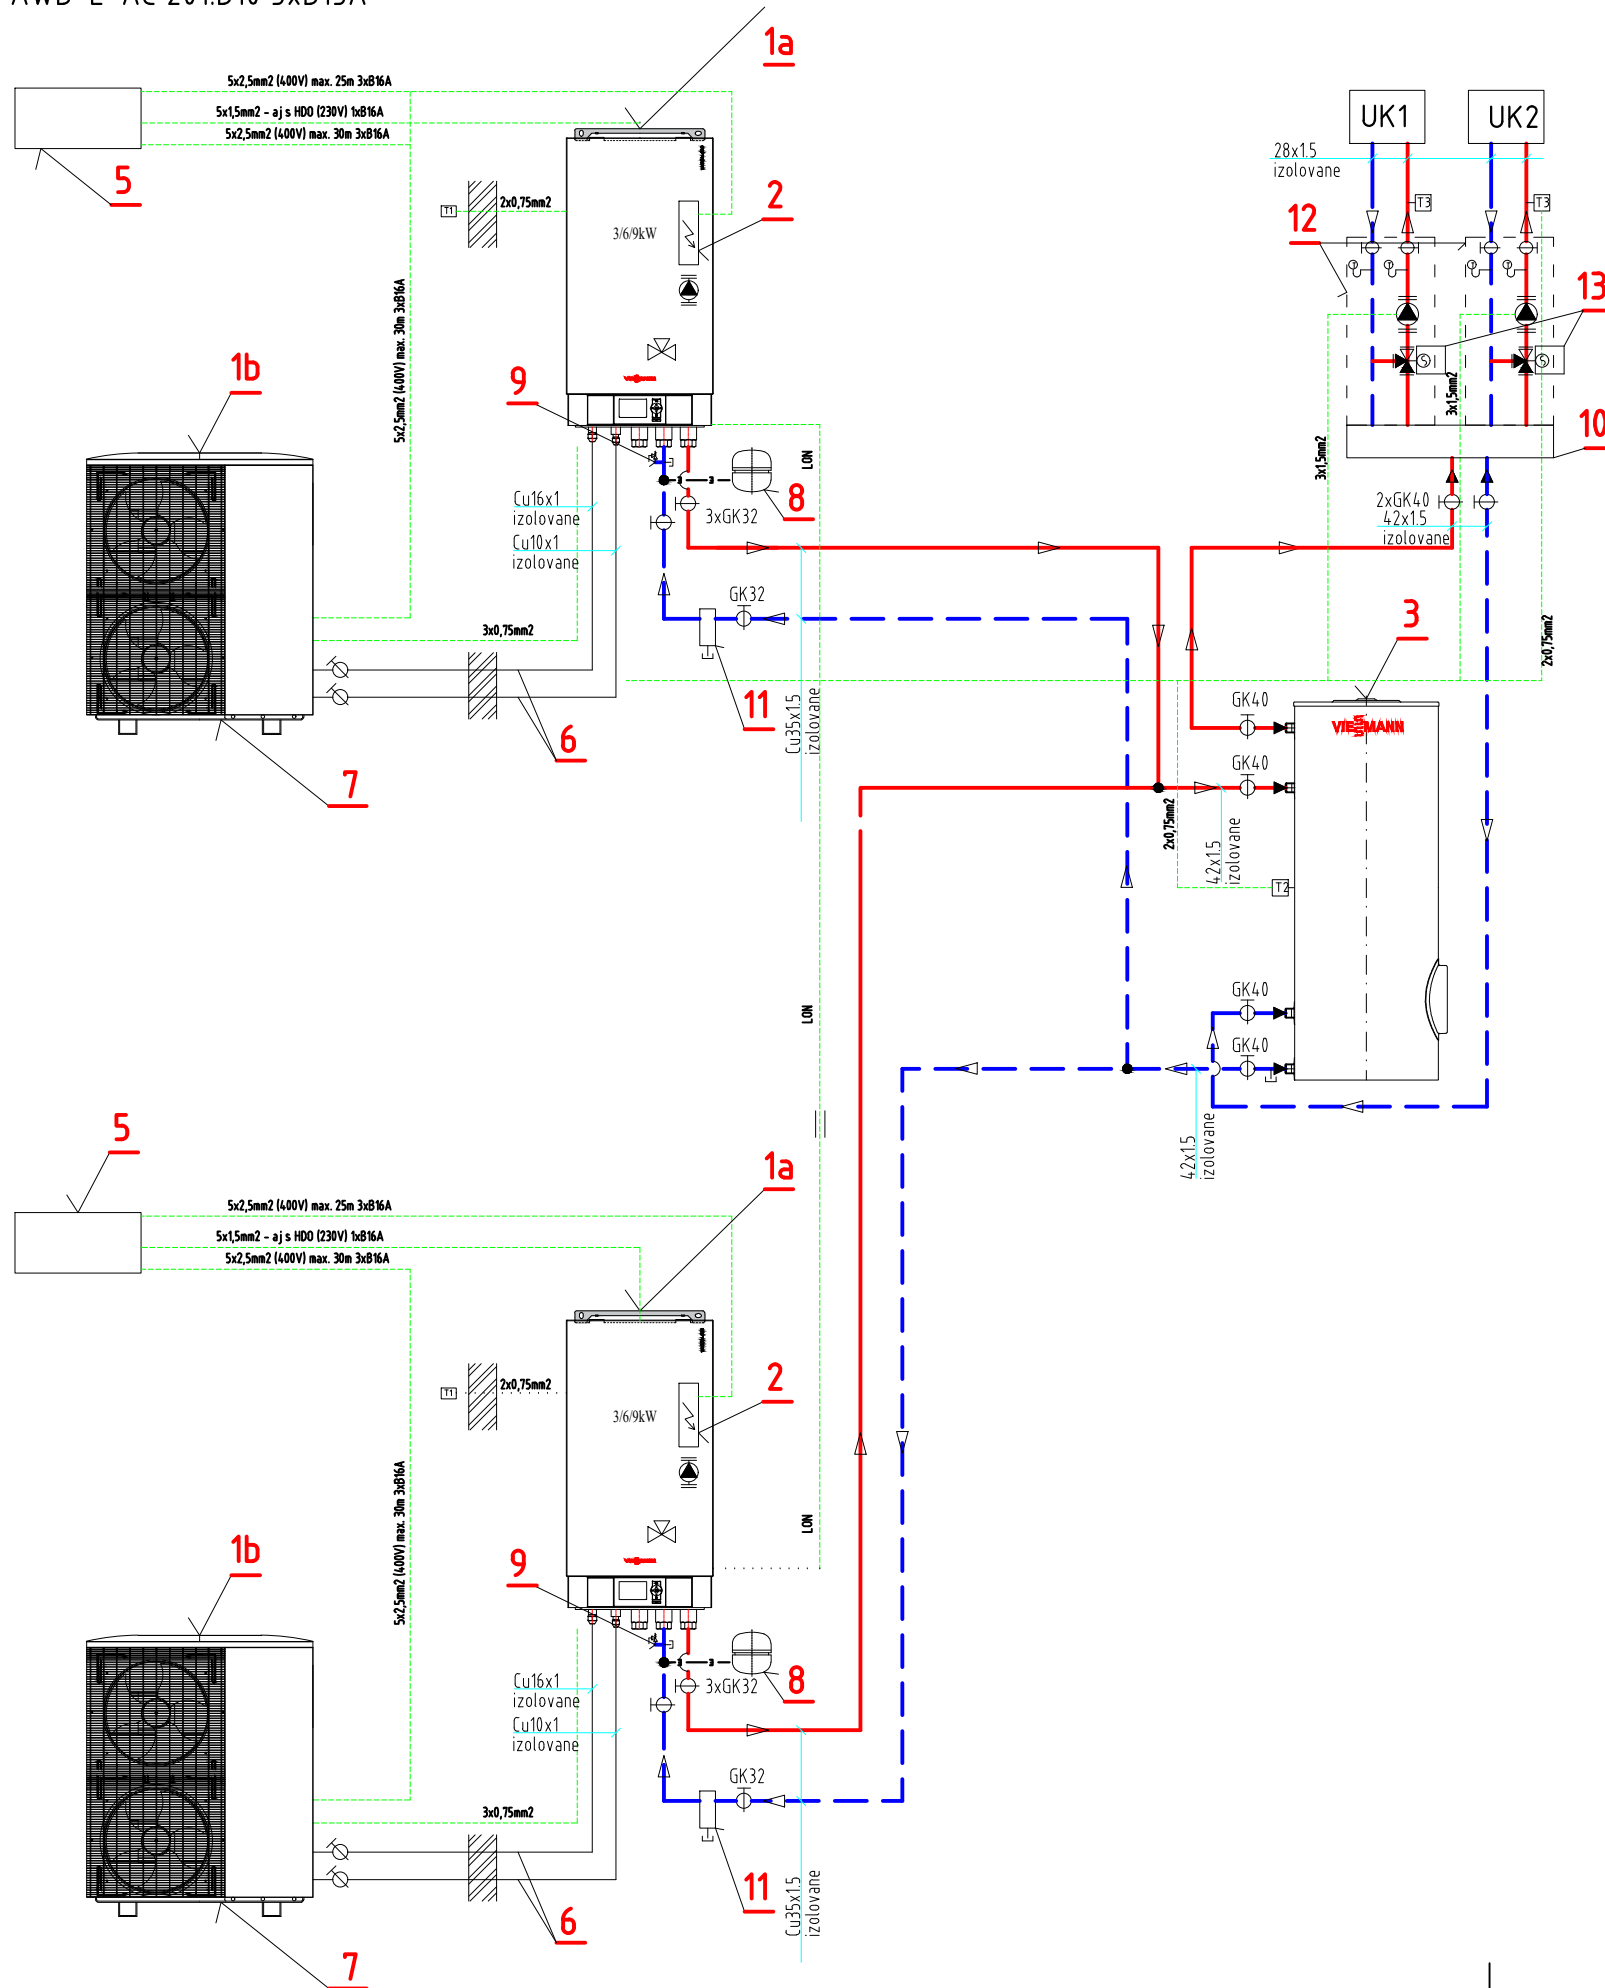 1a
5x2,5mm2 (400V) max. 25m 3xB16A
5x1,5mm2 - aj s HDO (230V) 1xB16A
5x2,5mm2 (400V) max. 30m 3xB16A
5
T1
2x0,75mm2
2
3/6/9kW
5x2,5mm2 (400V) max. 30m 3xB16A
1b
9
8
LON
Cu16x1
izolovane
Cu10x1
izolovane
3xGK32
GK32
3x0,75mm2
11
Cu35x1.5
izolovane
6
7
UK1
UK2
28x1.5
izolovane
T3
T3
12
13
3x1,5mm2
3x1,5mm2
10
2xGK40
42x1.5
izolovane
3
2x0,75mm2
GK40
VIESSMANN
GK40
2x0,75mm2
42x1.5
izolovane
T2
GK40
GK40
42x1.5
izolovane
LON
5
1a
5x2,5mm2 (400V) max. 25m 3xB16A
5x1,5mm2 - aj s HDO (230V) 1xB16A
5x2,5mm2 (400V) max. 30m 3xB16A
T1
2x0,75mm2
2
3/6/9kW
5x2,5mm2 (400V) max. 30m 3xB16A
LON
1b
9
8
Cu16x1
izolovane
Cu10x1
izolovane
3xGK32
GK32
3x0,75mm2
11
Cu35x1.5
izolovane
6
7